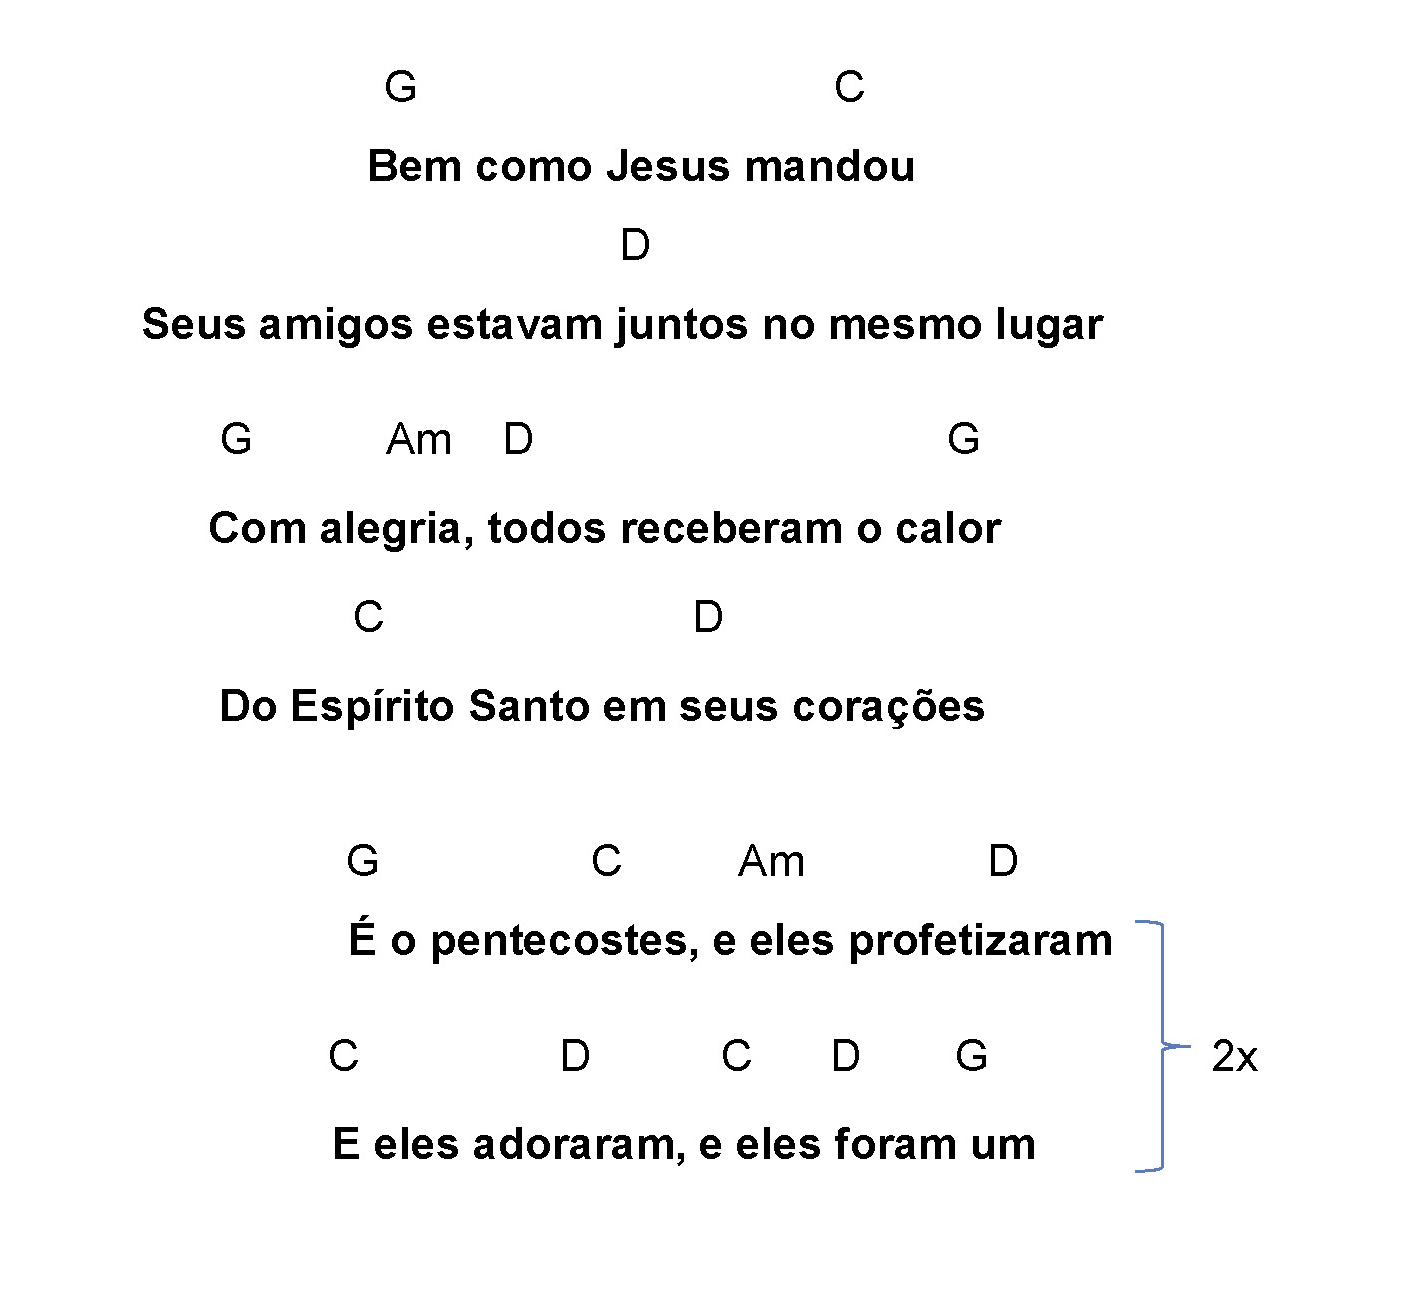 G C
Bem como Jesus mandou
D
Seus amigos estavam juntos no mesmo lugar
G Am D G
Com alegria, todos receberam o calor
C D
Do Espírito Santo em seus corações
G C Am D
É o pentecostes, e eles profetizaram
C D C D G
2x
E eles adoraram, e eles foram um